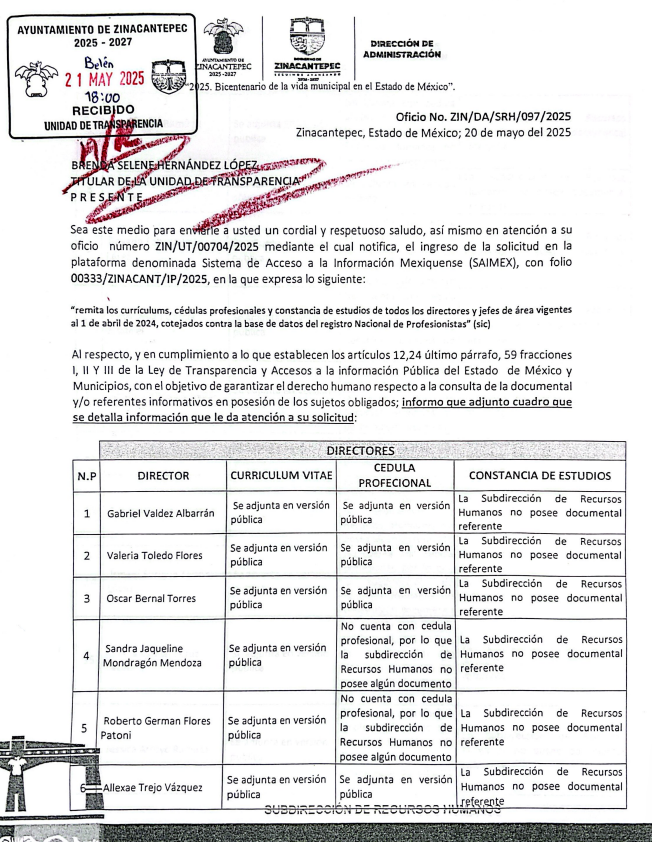 AYUNTAMIENTO DE ZINACANTEPEC
2025 - 2027
Belén
21 MAY 2025
18:00
RECIBIDO
UNIDAD DE TRANSPARENCIA
AYUNTAMIENTO DE
ZINACANTEPEC
2025 - 2027
ZINACANTEPEC
DIRECCIÓN DE
ADMINISTRACIÓN
"2025. Bicentenario de la vida municipal en el Estado de México".
Oficio No. ZIN/DA/SRH/097/2025
Zinacantepec, Estado de México; 20 de mayo del 2025
BRENDA SELENE HERNÁNDEZ LÓPEZ
TITULAR DE LA UNIDAD DE TRANSPARENCIA
P R E S E N T E
Sea este medio para enviarle a usted un cordial y respetuoso saludo, así mismo en atención a su
oficio número ZIN/UT/00704/2025 mediante el cual notifica, el ingreso de la solicitud en la
plataforma denominada Sistema de Acceso a la Información Mexiquense (SAIMEX), con folio
00333/ZINACANT/IP/2025, en la que expresa lo siguiente:
"remita los currículums, cédulas profesionales y constancia de estudios de todos los directores y jefes de área vigentes
al 1 de abril de 2024, cotejados contra la base de datos del registro Nacional de Profesionistas" (sic)
Al respecto, y en cumplimiento a lo que establecen los artículos 12,24 último párrafo, 59 fracciones
I, II Y III de la Ley de Transparencia y Accesos a la información Pública del Estado de México y
Municipios, con el objetivo de garantizar el derecho humano respecto a la consulta de la documental
y/o referentes informativos en posesión de los sujetos obligados; informo que adjunto cuadro que
se detalla información que le da atención a su solicitud:
DIRECTORES
N.P DIRECTOR CURRICULUM VITAE CEDULA PROFECIONAL CONSTANCIA DE ESTUDIOS
1 Gabriel Valdez Albarrán Se adjunta en versión pública Se adjunta en versión pública La Subdirección de Recursos Humanos no posee documental referente
2 Valeria Toledo Flores Se adjunta en versión pública Se adjunta en versión pública La Subdirección de Recursos Humanos no posee documental referente
3 Oscar Bernal Torres Se adjunta en versión pública Se adjunta en versión pública La Subdirección de Recursos Humanos no posee documental referente
4 Sandra Jaqueline Mondragón Mendoza Se adjunta en versión pública No cuenta con cedula profesional, por lo que la subdirección de Recursos Humanos no posee algún documento La Subdirección de Recursos Humanos no posee documental referente
5 Roberto German Flores Patoni Se adjunta en versión pública No cuenta con cedula profesional, por lo que la subdirección de Recursos Humanos no posee algún documento La Subdirección de Recursos Humanos no posee documental referente
6 Allexae Trejo Vázquez Se adjunta en versión pública Se adjunta en versión pública La Subdirección de Recursos Humanos no posee documental referente
SUBDIRECCIÓN DE RECURSOS HUMANOS